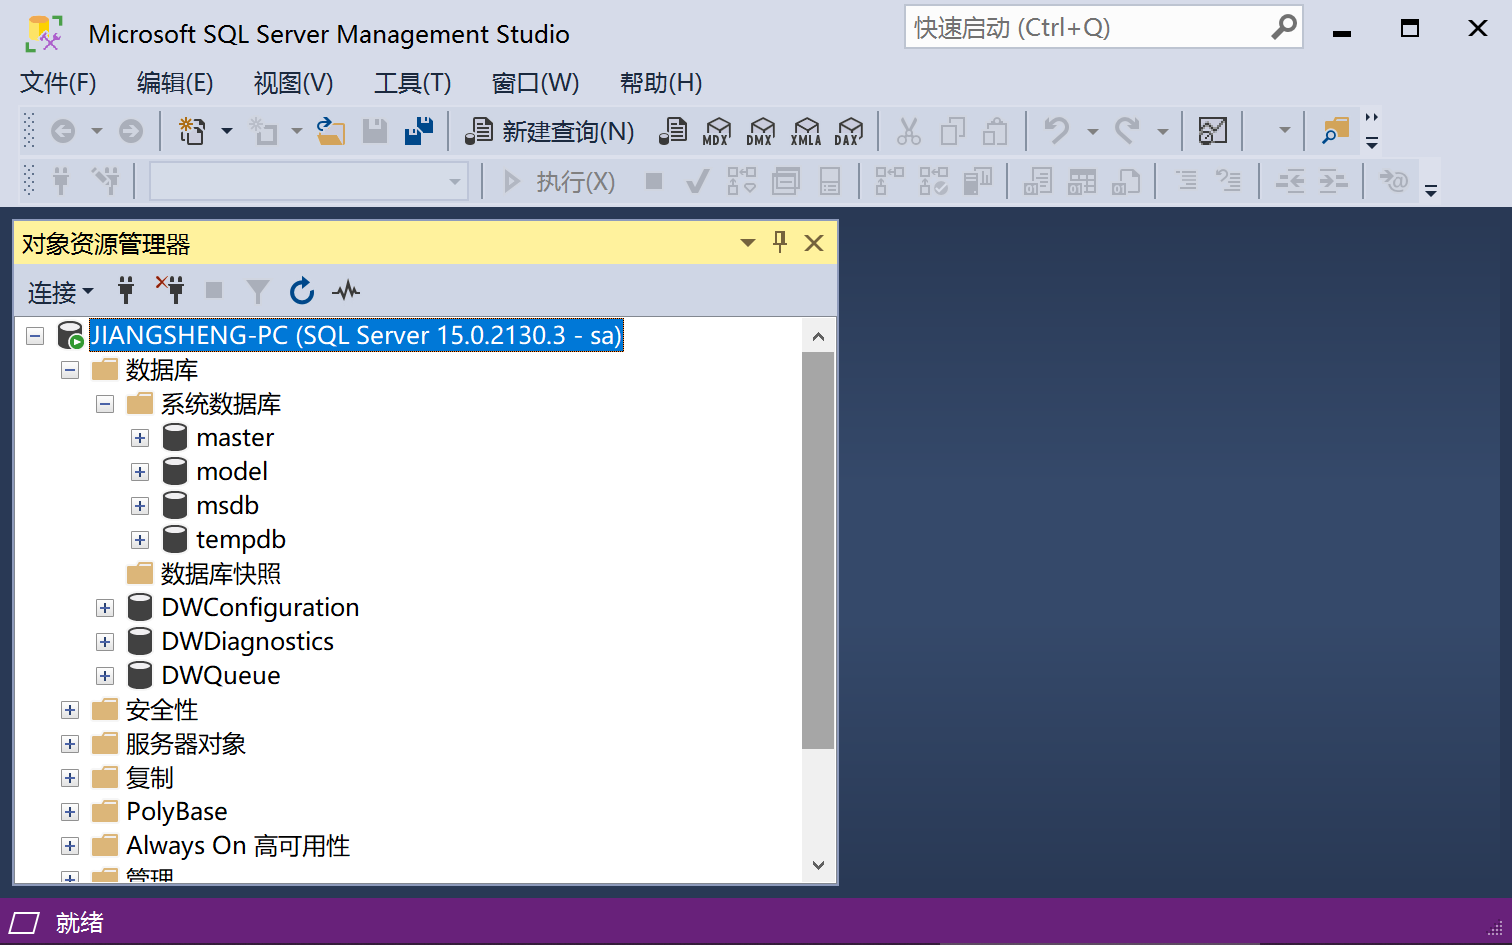 Microsoft SQL Server Management Studio
快速启动 (Ctrl+Q)
文件(F) 编辑(E) 视图(V) 工具(T) 窗口(W) 帮助(H)
新建查询(N) MDX DMX XMLA DAX
执行(X)
对象资源管理器
连接
JIANGSHENG-PC (SQL Server 15.0.2130.3 - sa)
数据库
系统数据库
master
model
msdb
tempdb
数据库快照
DWConfiguration
DWDiagnostics
DWQueue
安全性
服务器对象
复制
PolyBase
Always On 高可用性
管理
就绪